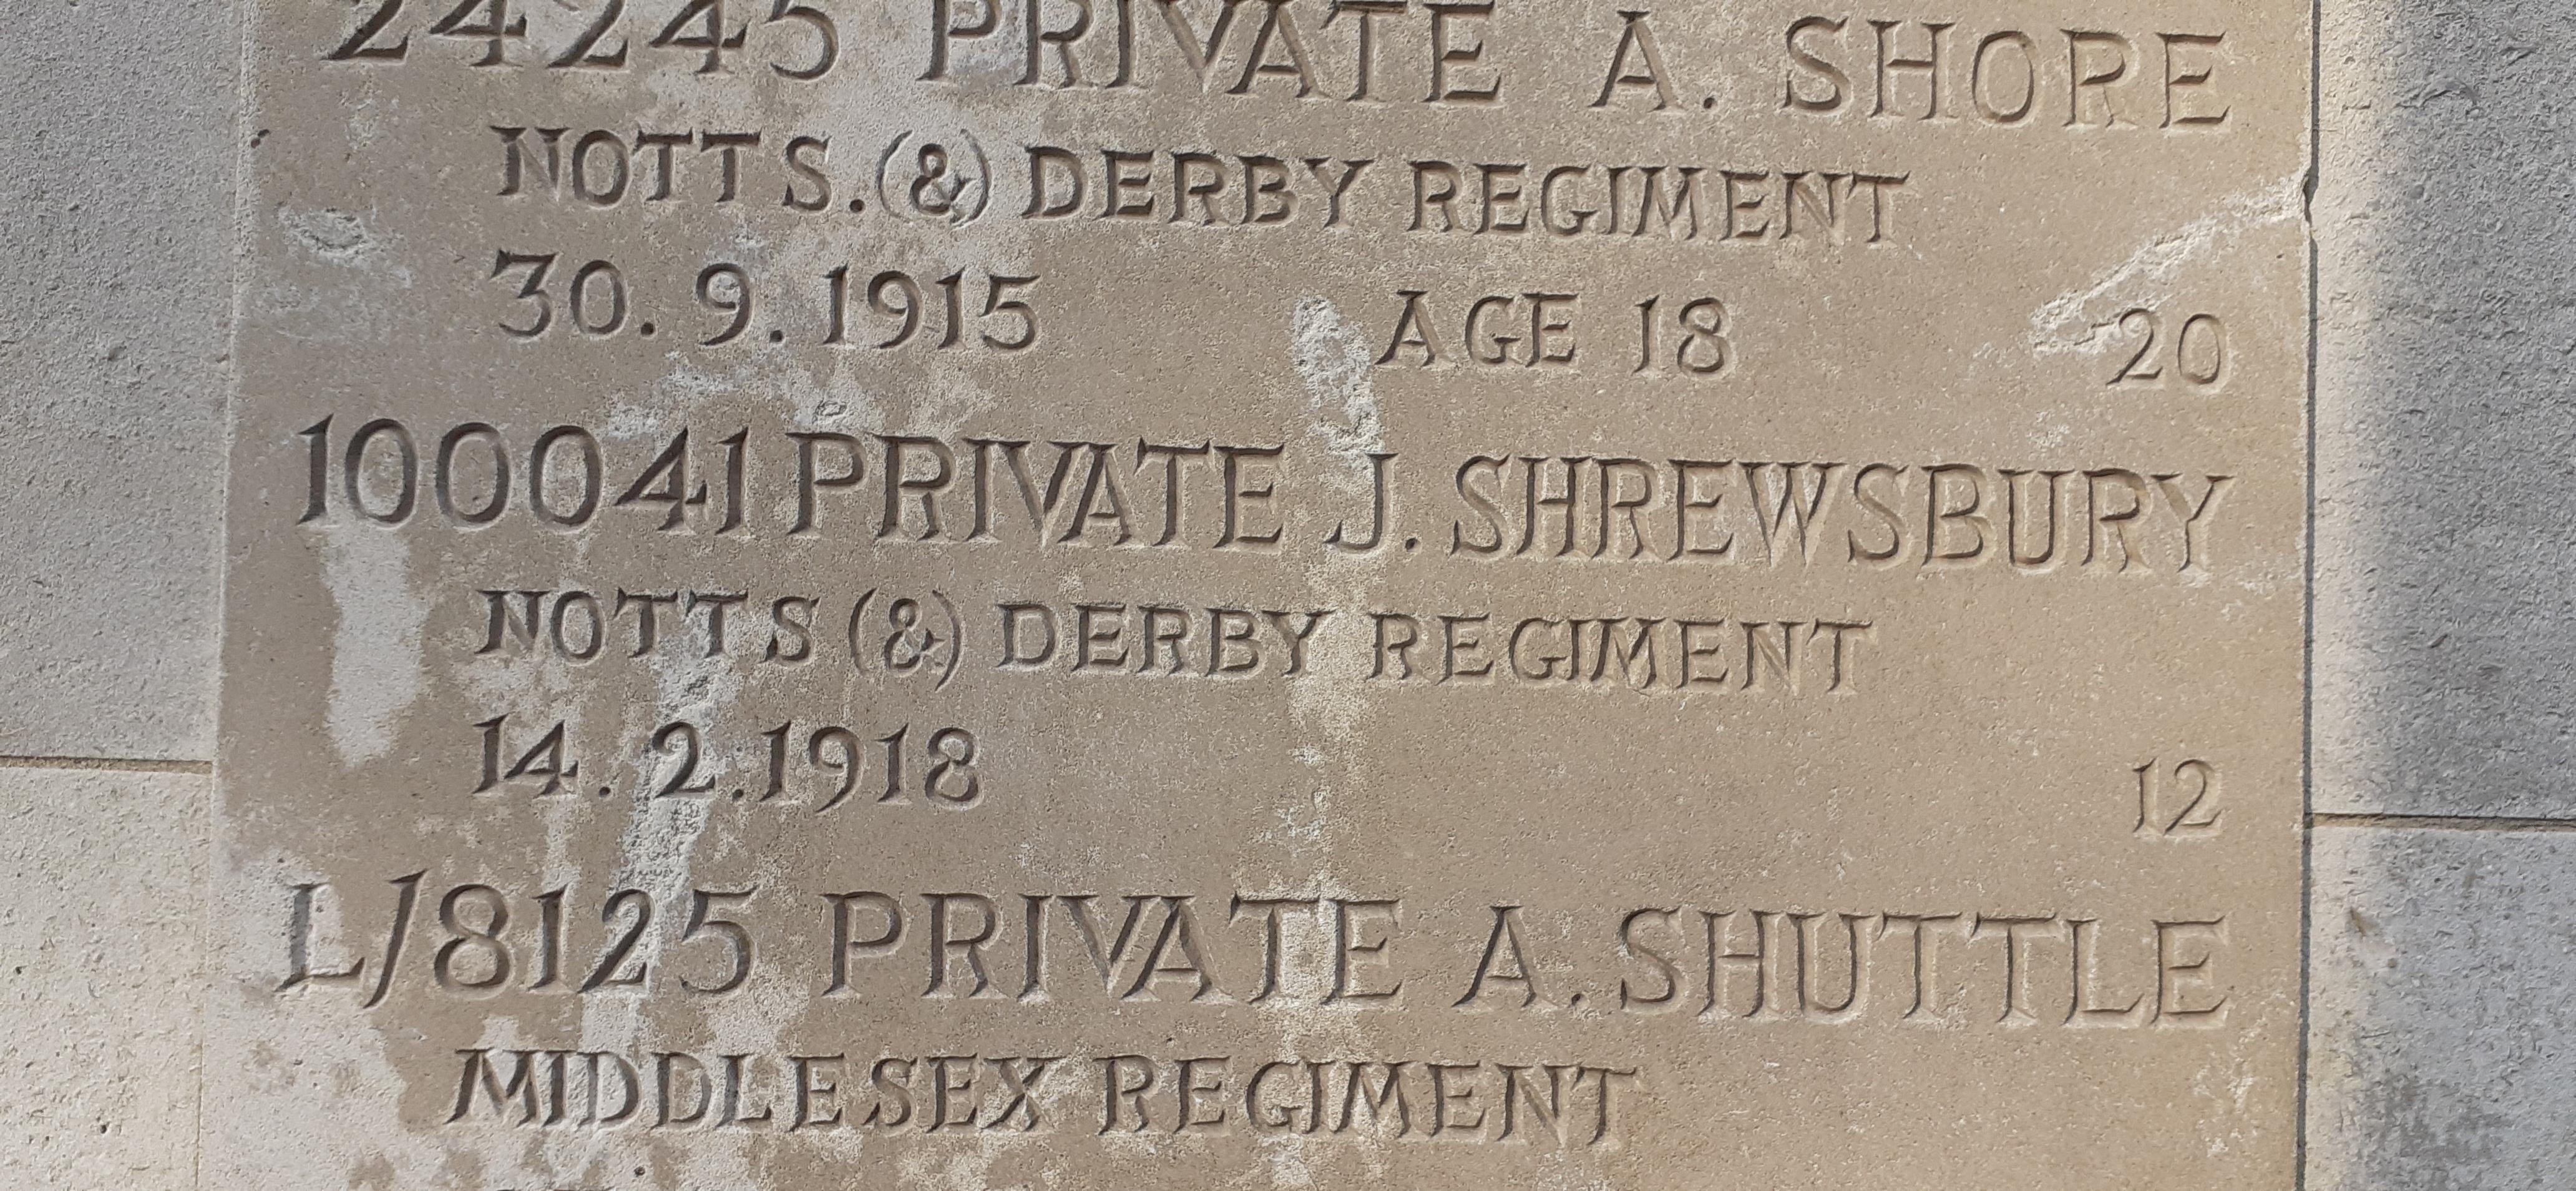 24245 PRIVATE A. SHORE
NOTTS.(&) DERBY REGIMENT
30.9.1915 AGE 18 20
100041 PRIVATE J. SHREWSBURY
NOTTS (&) DERBY REGIMENT
14.2.1918 12
L/8125 PRIVATE A. SHUTTLE
MIDDLESEX REGIMENT